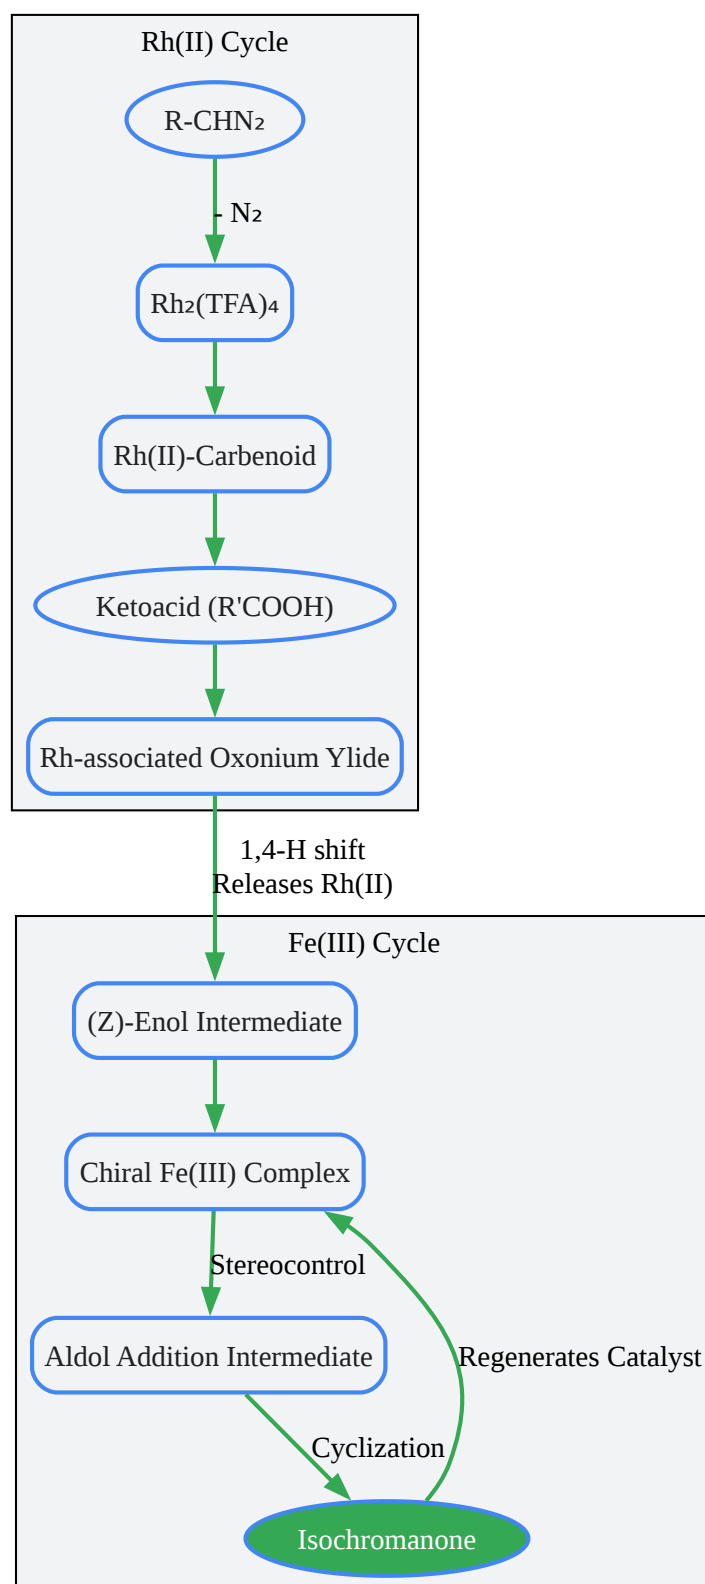 Rh(II) Cycle
R-CHN₂
- N₂
Rh₂(TFA)₄
Rh(II)-Carbenoid
Ketoacid (R'COOH)
Rh-associated Oxonium Ylide
1,4-H shift
Releases Rh(II)
Fe(III) Cycle
(Z)-Enol Intermediate
Chiral Fe(III) Complex
Stereocontrol
Aldol Addition Intermediate
Regenerates Catalyst
Cyclization
Isochromanone